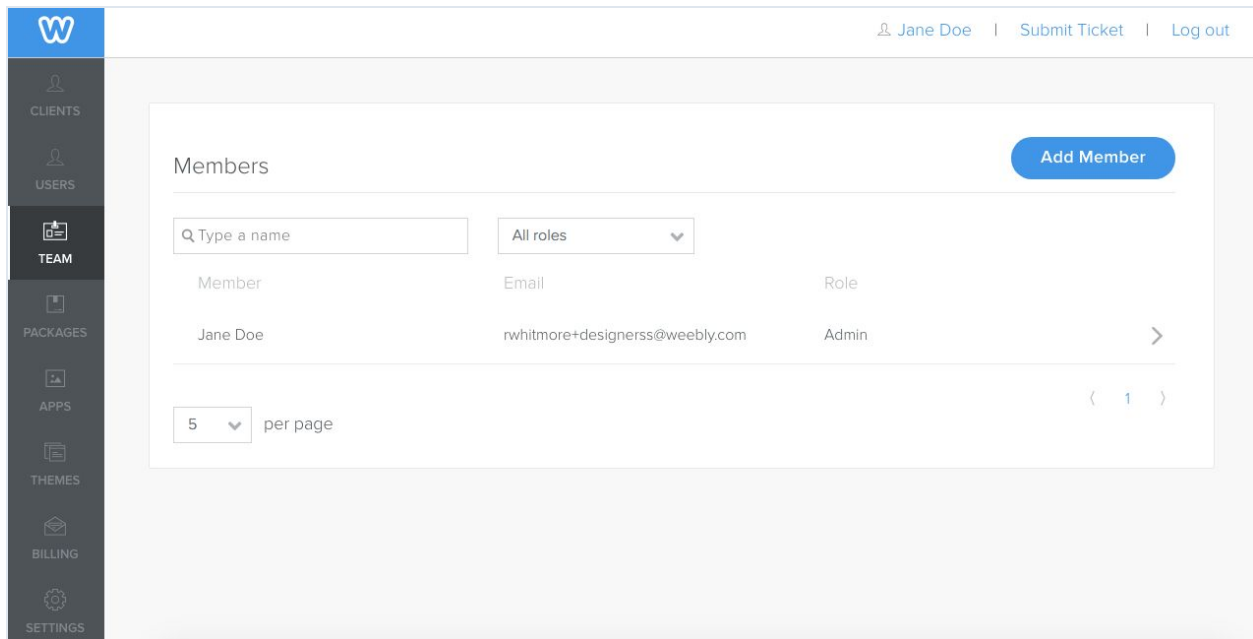 Jane Doe | Submit Ticket | Log out
CLIENTS
USERS
TEAM
PACKAGES
APPS
THEMES
BILLING
SETTINGS
Members
Add Member
Type a name
All roles
Member Email Role
Jane Doe rwhitmore+designerss@weebly.com Admin
1
5 per page